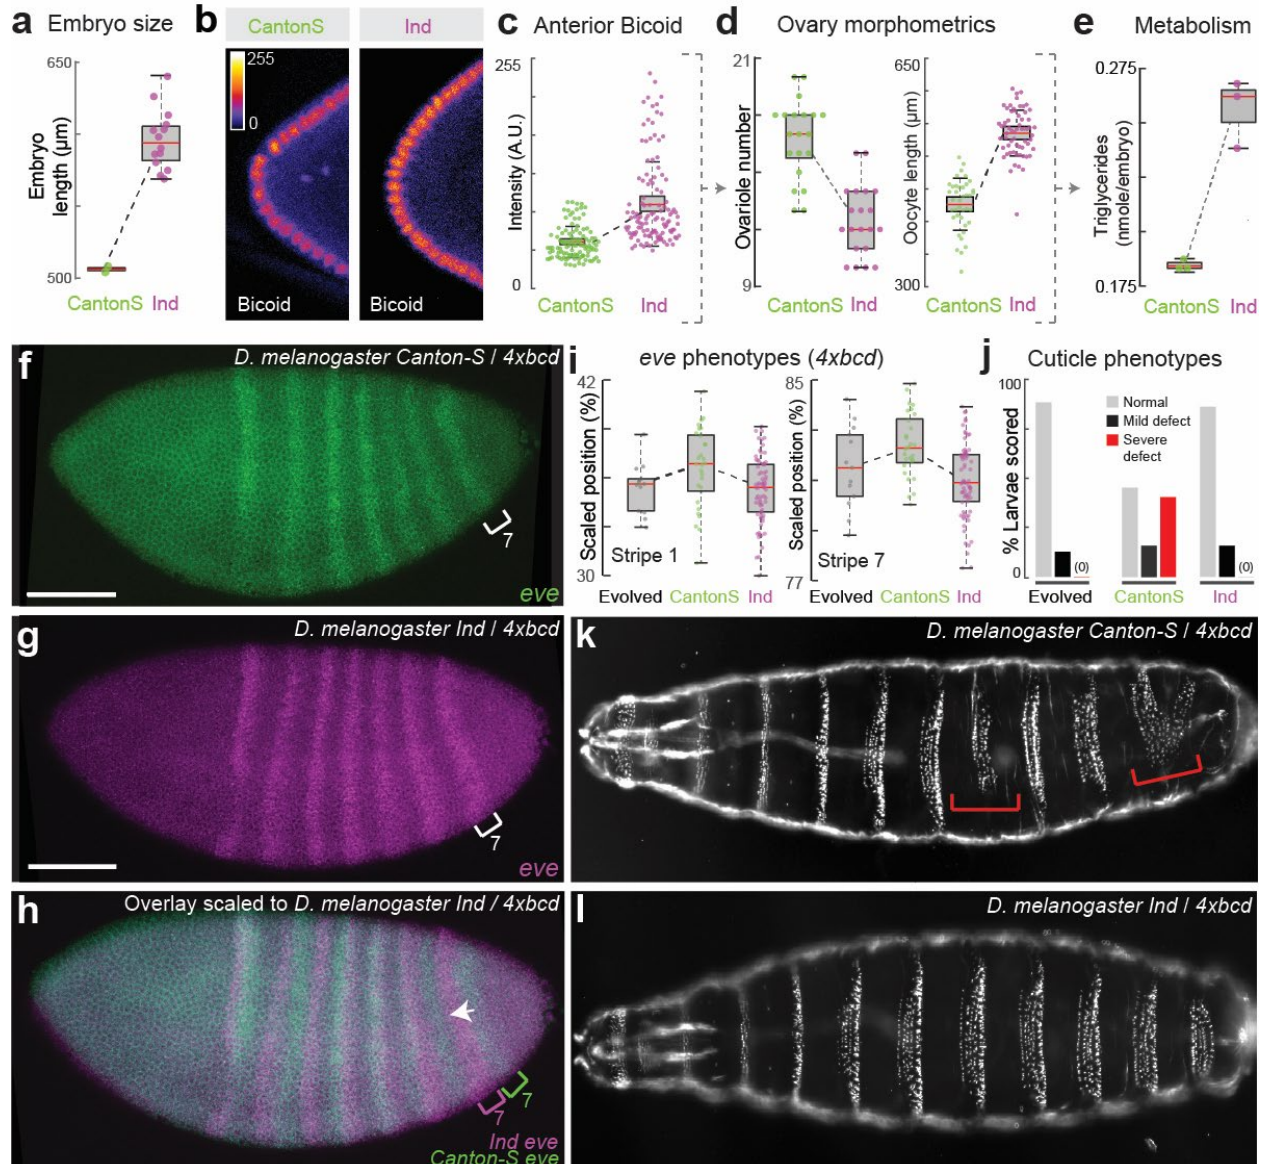 a Embryo size
650
Embryo
length (µm)
500
CantonS Ind
b CantonS Ind
255
0
Bicoid Bicoid
c Anterior Bicoid
255
Intensity (A.U.)
0
CantonS Ind
d Ovary morphometrics
21
Ovariole number
9
CantonS Ind
650
Oocyte length (µm)
300
CantonS Ind
e Metabolism
0.275
Triglycerides
(nmole/embryo)
0.175
CantonS Ind
f D. melanogaster Canton-S / 4xbcd
7
eve
g D. melanogaster Ind / 4xbcd
7
eve
h Overlay scaled to D. melanogaster Ind / 4xbcd
7
7
Ind eve
Canton-S eve
i eve phenotypes (4xbcd)
42
Scaled position (%)
30
Stripe 1
Evolved CantonS Ind
85
Scaled position (%)
77
Stripe 7
Evolved CantonS Ind
j Cuticle phenotypes
100
% Larvae scored
0
Normal
Mild defect
Severe
defect
(0) (0)
Evolved CantonS Ind
k D. melanogaster Canton-S / 4xbcd
l D. melanogaster Ind / 4xbcd